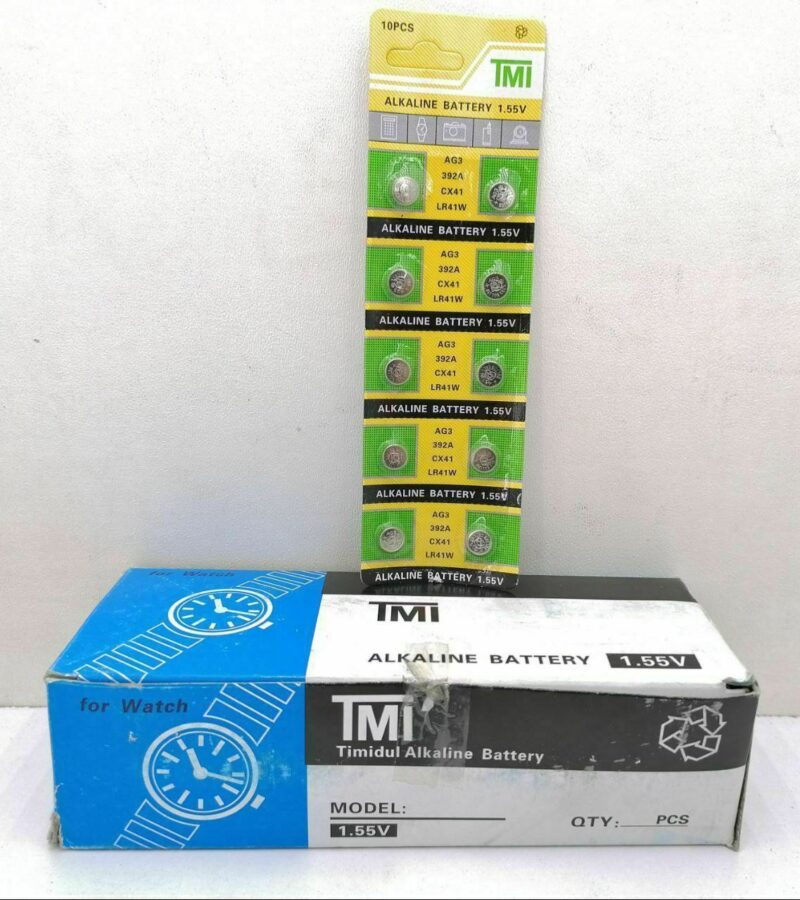 10PCS
TMI
ALKALINE BATTERY 1.55V
AG3
392A
CX41
LR41W
ALKALINE BATTERY 1.55V
AG3
392A
CX41
LR41W
ALKALINE BATTERY 1.55V
AG3
392A
CX41
LR41W
ALKALINE BATTERY 1.55V
AG3
392A
CX41
LR41W
ALKALINE BATTERY 1.55V
AG3
392A
CX41
LR41W
ALKALINE BATTERY 1.55V
for Watch
TMI
ALKALINE BATTERY 1.55V
for Watch
TMI
Timidul Alkaline Battery
MODEL:
1.55V
QTY: PCS